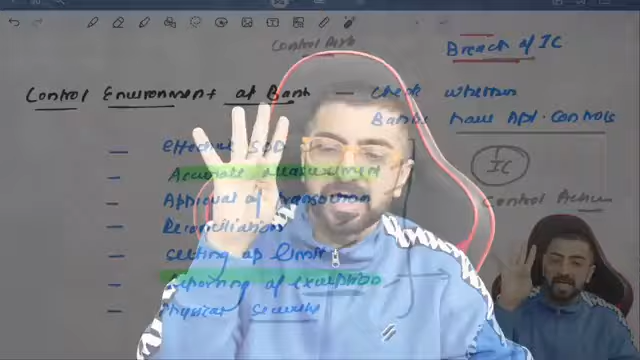 Control Risk
Breach of IC
Control Environment at Bank — Check whether
Banks have Apt. Controls
— Effective SOD
— Accurate measurement
— Approval of transaction
— Reconciliation
— Setting up limit
— Reporting of exception
— Physical security
IC
Control Action